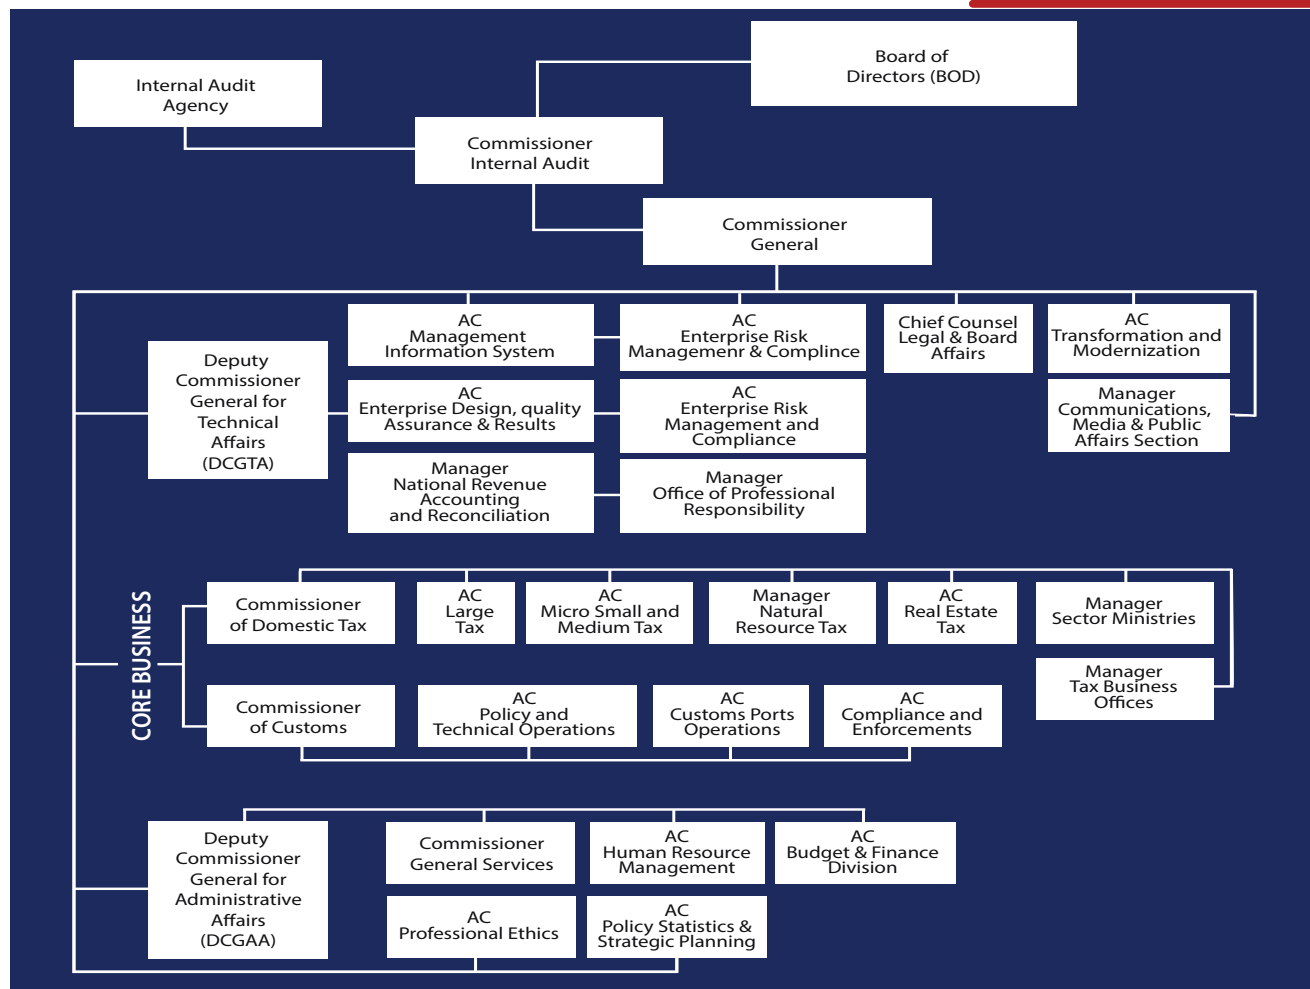 Board of
Directors (BOD)
Internal Audit
Agency
Commissioner
Internal Audit
Commissioner
General
AC
Management
Information System
AC
Enterprise Risk
Management & Complince
Chief Counsel
Legal & Board
Affairs
AC
Transformation and
Modernization
Deputy
Commissioner
General for
Technical
Affairs
(DCGTA)
AC
Enterprise Design, quality
Assurance & Results
AC
Enterprise Risk
Management and
Compliance
Manager
Communications,
Media & Public
Affairs Section
Manager
National Revenue
Accounting
and Reconciliation
Manager
Office of Professional
Responsibility
CORE BUSINESS
Commissioner
of Domestic Tax
AC
Large
Tax
AC
Micro Small and
Medium Tax
Manager
Natural
Resource Tax
AC
Real Estate
Tax
Manager
Sector Ministries
Manager
Tax Business
Offices
Commissioner
of Customs
AC
Policy and
Technical Operations
AC
Customs Ports
Operations
AC
Compliance and
Enforcements
Deputy
Commissioner
General for
Administrative
Affairs
(DCGAA)
Commissioner
General Services
AC
Human Resource
Management
AC
Budget & Finance
Division
AC
Professional Ethics
AC
Policy Statistics &
Strategic Planning